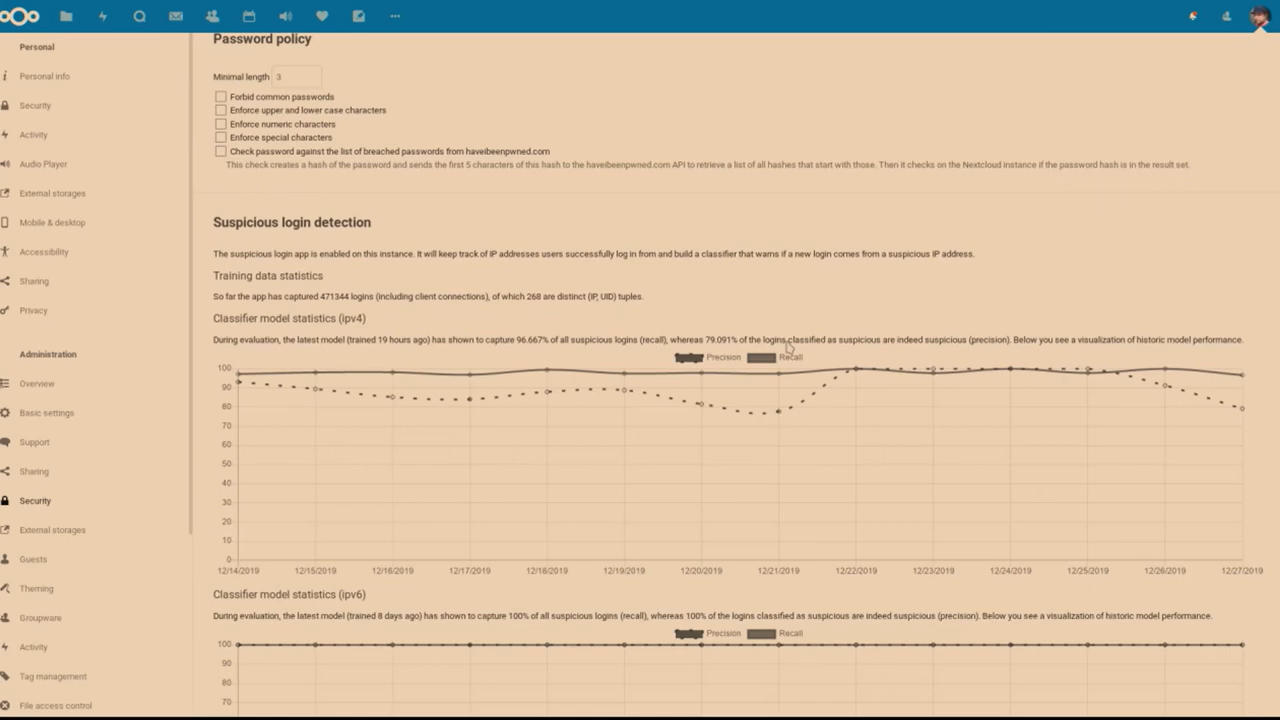 Personal
Personal info
Security
Activity
Audio Player
External storages
Mobile & desktop
Accessibility
Sharing
Privacy
Administration
Overview
Basic settings
Support
Sharing
Security
External storages
Guests
Theming
Groupware
Activity
Tag management
File access control
Password policy
Minimal length 3
Forbid common passwords
Enforce upper and lower case characters
Enforce numeric characters
Enforce special characters
Check password against the list of breached passwords from haveibeenpwned.com
This check creates a hash of the password and sends the first 5 characters of this hash to the haveibeenpwned.com API to retrieve a list of all hashes that start with those. Then it checks on the Nextcloud instance if the password hash is in the result set.
Suspicious login detection
The suspicious login app is enabled on this instance. It will keep track of IP addresses users successfully log in from and build a classifier that warns if a new login comes from a suspicious IP address.
Training data statistics
So far the app has captured 471344 logins (including client connections), of which 268 are distinct (IP, UID) tuples.
Classifier model statistics (ipv4)
During evaluation, the latest model (trained 19 hours ago) has shown to capture 96.667% of all suspicious logins (recall), whereas 79.091% of the logins classified as suspicious are indeed suspicious (precision). Below you see a visualization of historic model performance.
Precision Recall
100
90
80
70
60
50
40
30
20
10
0
12/14/2019 12/15/2019 12/16/2019 12/17/2019 12/18/2019 12/19/2019 12/20/2019 12/21/2019 12/22/2019 12/23/2019 12/24/2019 12/25/2019 12/26/2019 12/27/2019
Classifier model statistics (ipv6)
During evaluation, the latest model (trained 8 days ago) has shown to capture 100% of all suspicious logins (recall), whereas 100% of the logins classified as suspicious are indeed suspicious (precision). Below you see a visualization of historic model performance.
Precision Recall
100
90
80
70